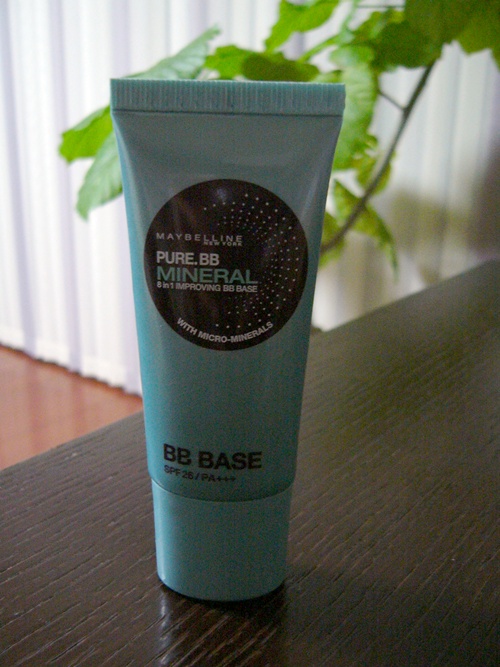 MAYBELLINE
NEW YORK
PURE.BB
MINERAL
8 in 1 IMPROVING BB BASE
WITH MICRO-MINERALS
BB BASE
SPF 26 / PA+++